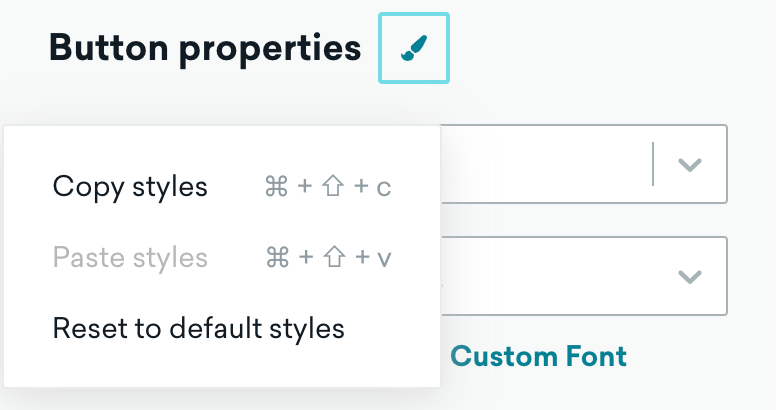 Button properties
Copy styles ⌘ + ⇧ + c
Paste styles ⌘ + ⇧ + v
Reset to default styles
Custom Font